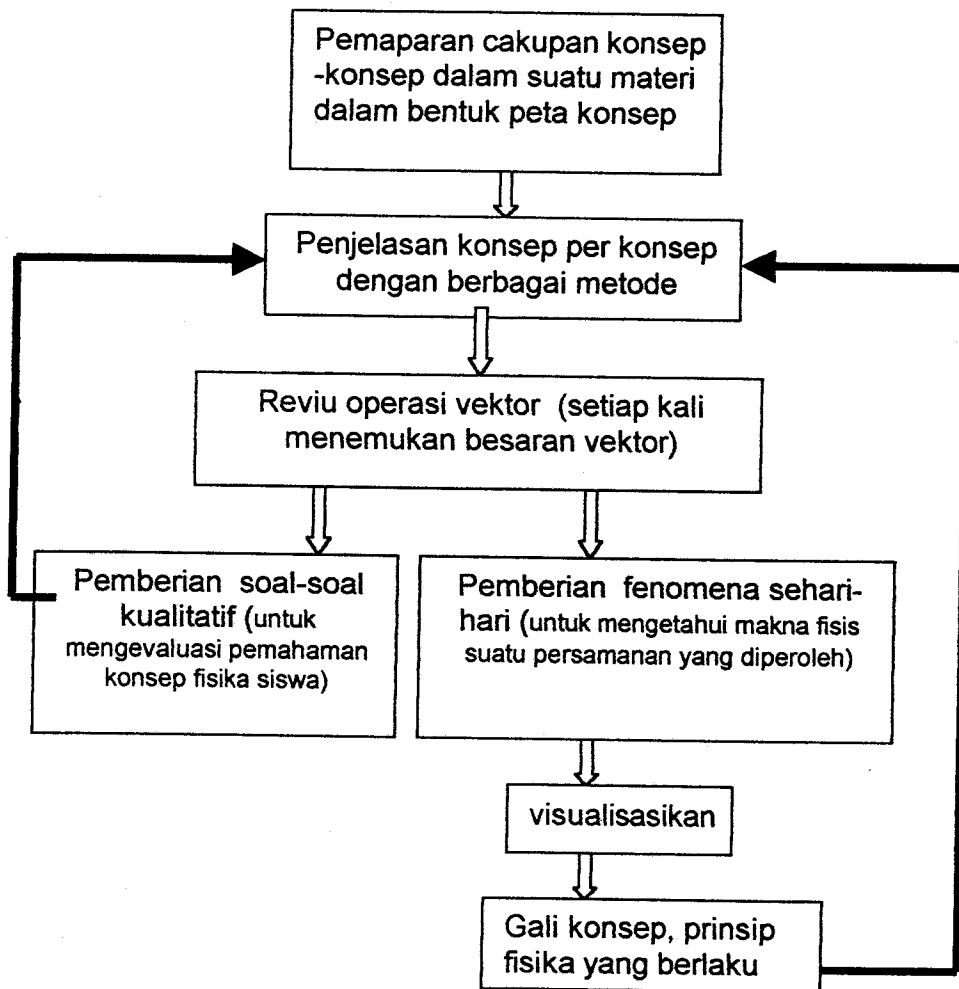 Pemaparan cakupan konsep
-konsep dalam suatu materi
dalam bentuk peta konsep
Penjelasan konsep per konsep
dengan berbagai metode
Reviu operasi vektor (setiap kali
menemukan besaran vektor)
Pemberian soal-soal
kualitatif (untuk
mengevaluasi pemahaman
konsep fisika siswa)
Pemberian fenomena sehari-
hari (untuk mengetahui makna fisis
suatu persamanan yang diperoleh)
visualisasikan
Gali konsep, prinsip
fisika yang berlaku